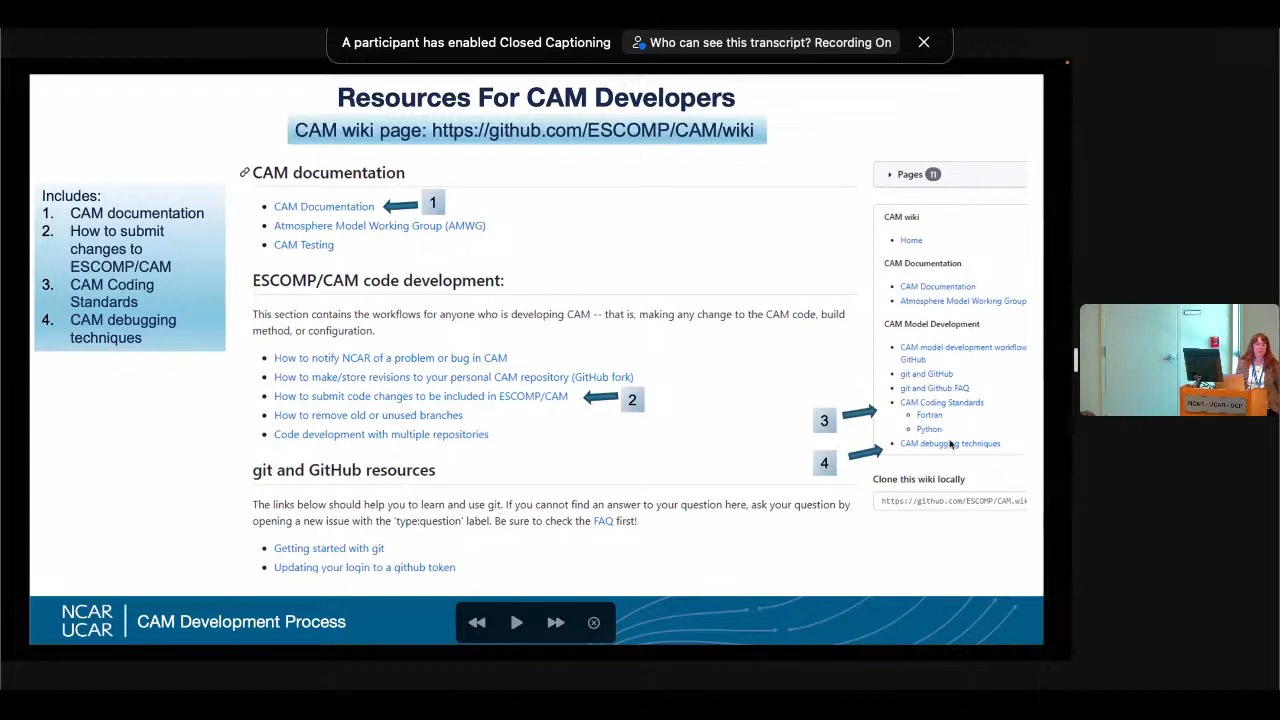 A participant has enabled Closed Captioning
Who can see this transcript? Recording On
Resources For CAM Developers
CAM wiki page: https://github.com/ESCOMP/CAM/wiki
Includes:
1. CAM documentation
2. How to submit
changes to
ESCOMP/CAM
3. CAM Coding
Standards
4. CAM debugging
techniques
CAM documentation
• CAM Documentation
1
• Atmosphere Model Working Group (AMWG)
• CAM Testing
ESCOMP/CAM code development:
This section contains the workflows for anyone who is developing CAM -- that is, making any change to the CAM code, build
method, or configuration.
• How to notify NCAR of a problem or bug in CAM
• How to make/store revisions to your personal CAM repository (GitHub fork)
• How to submit code changes to be included in ESCOMP/CAM
2
• How to remove old or unused branches
• Code development with multiple repositories
git and GitHub resources
The links below should help you to learn and use git. If you cannot find an answer to your question here, ask your question by
opening a new issue with the 'type:question' label. Be sure to check the FAQ first!
• Getting started with git
• Updating your login to a github token
Pages 11
CAM wiki
• Home
CAM Documentation
• CAM Documentation
• Atmosphere Model Working Group
CAM Model Development
• CAM model development workflow
GitHub
• git and GitHub
• git and Github FAQ
• CAM Coding Standards
3
Fortran
Python
• CAM debugging techniques
4
Clone this wiki locally
https://github.com/ESCOMP/CAM.wik
NCAR
UCAR
CAM Development Process
NCAR - UCAR - UCP